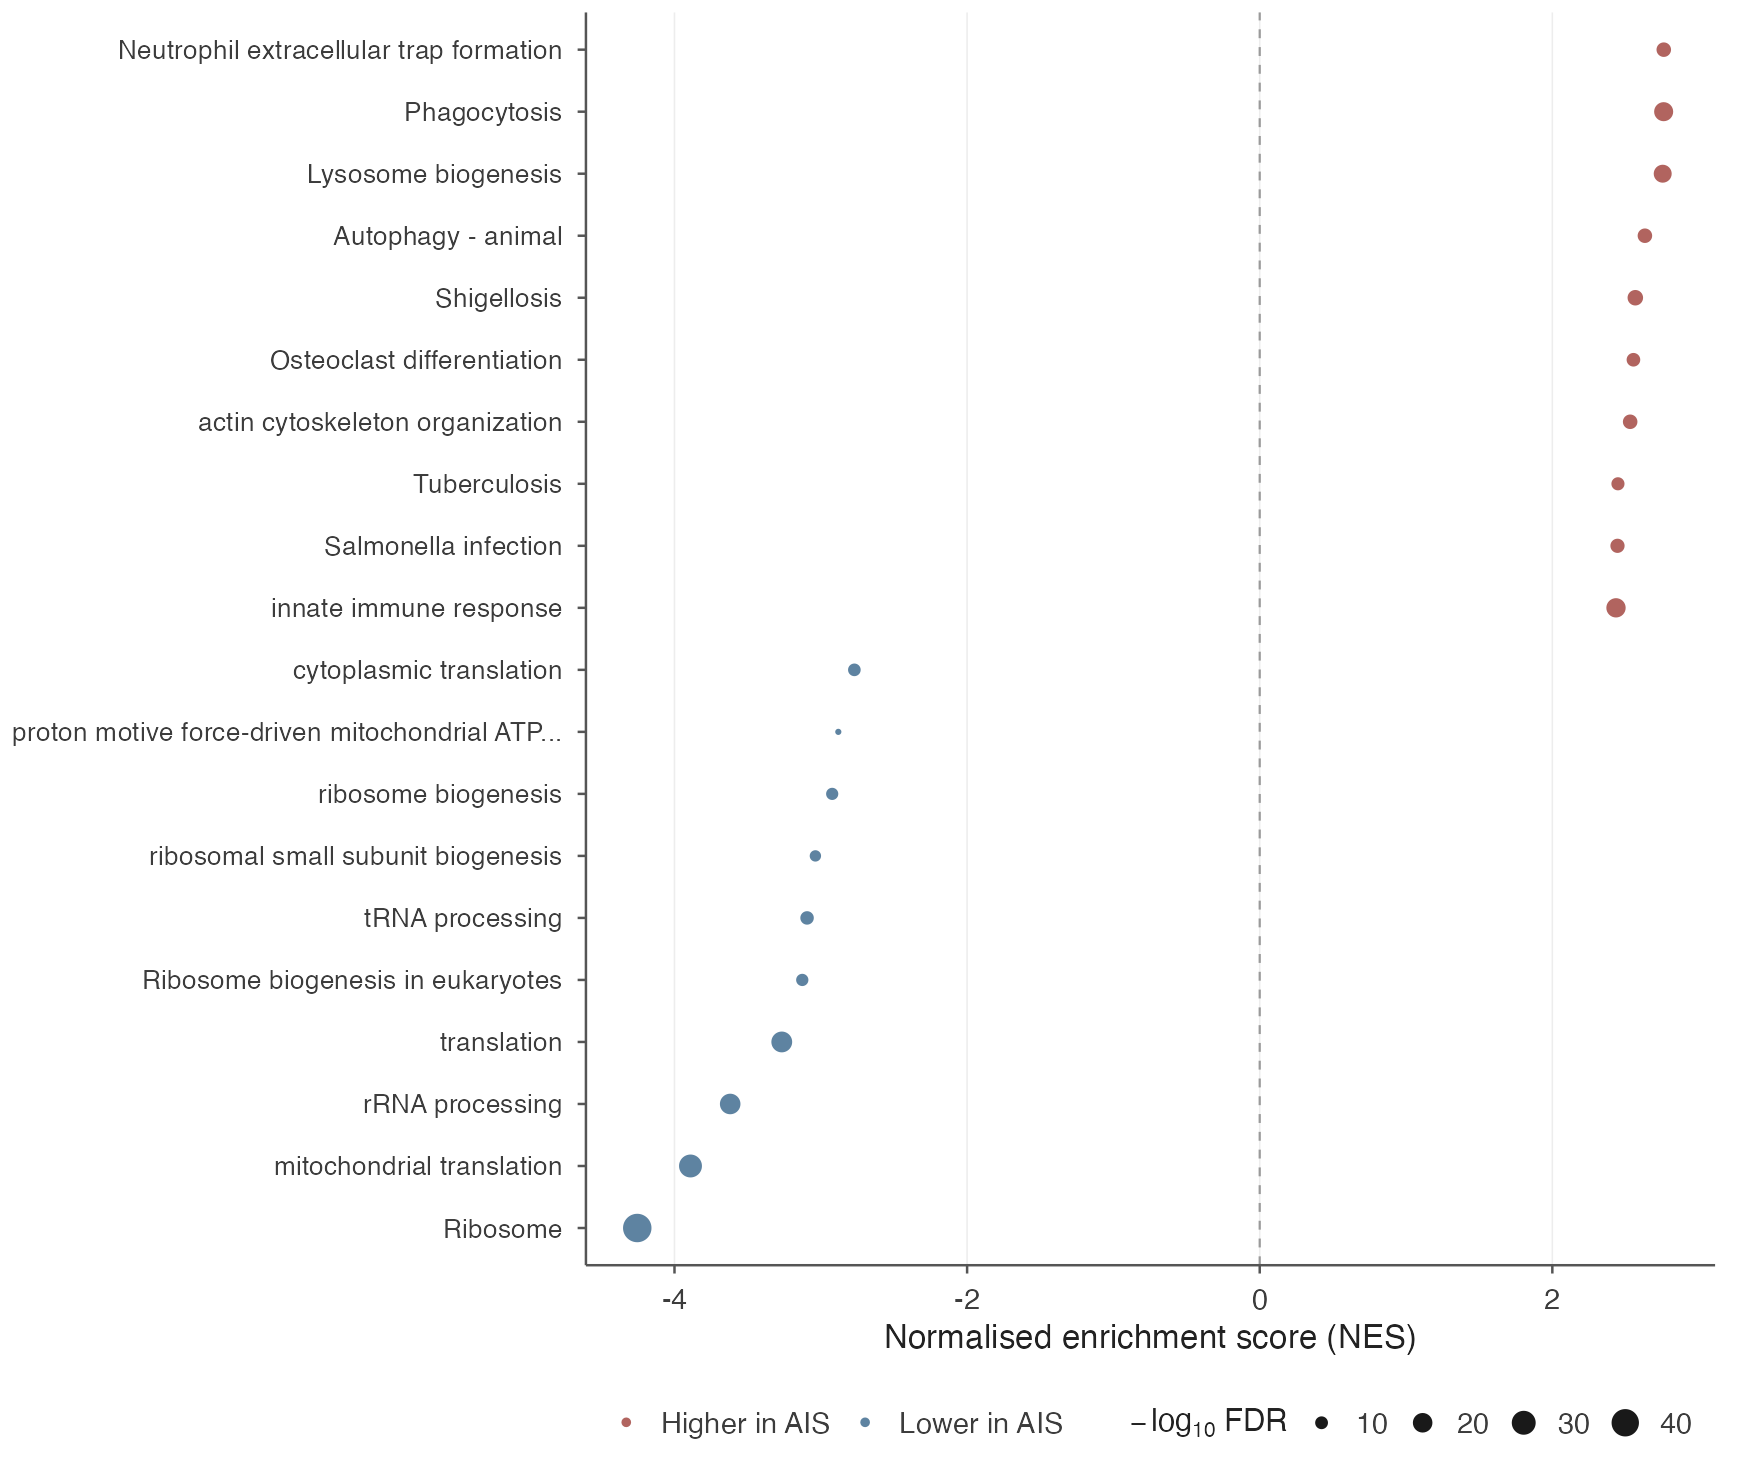 Neutrophil extracellular trap formation
Phagocytosis
Lysosome biogenesis
Autophagy - animal
Shigellosis
Osteoclast differentiation
actin cytoskeleton organization
Tuberculosis
Salmonella infection
innate immune response
cytoplasmic translation
proton motive force-driven mitochondrial ATP...
ribosome biogenesis
ribosomal small subunit biogenesis
tRNA processing
Ribosome biogenesis in eukaryotes
translation
rRNA processing
mitochondrial translation
Ribosome
-4 -2 0 2
Normalised enrichment score (NES)
Higher in AIS Lower in AIS −log₁₀ FDR 10 20 30 40